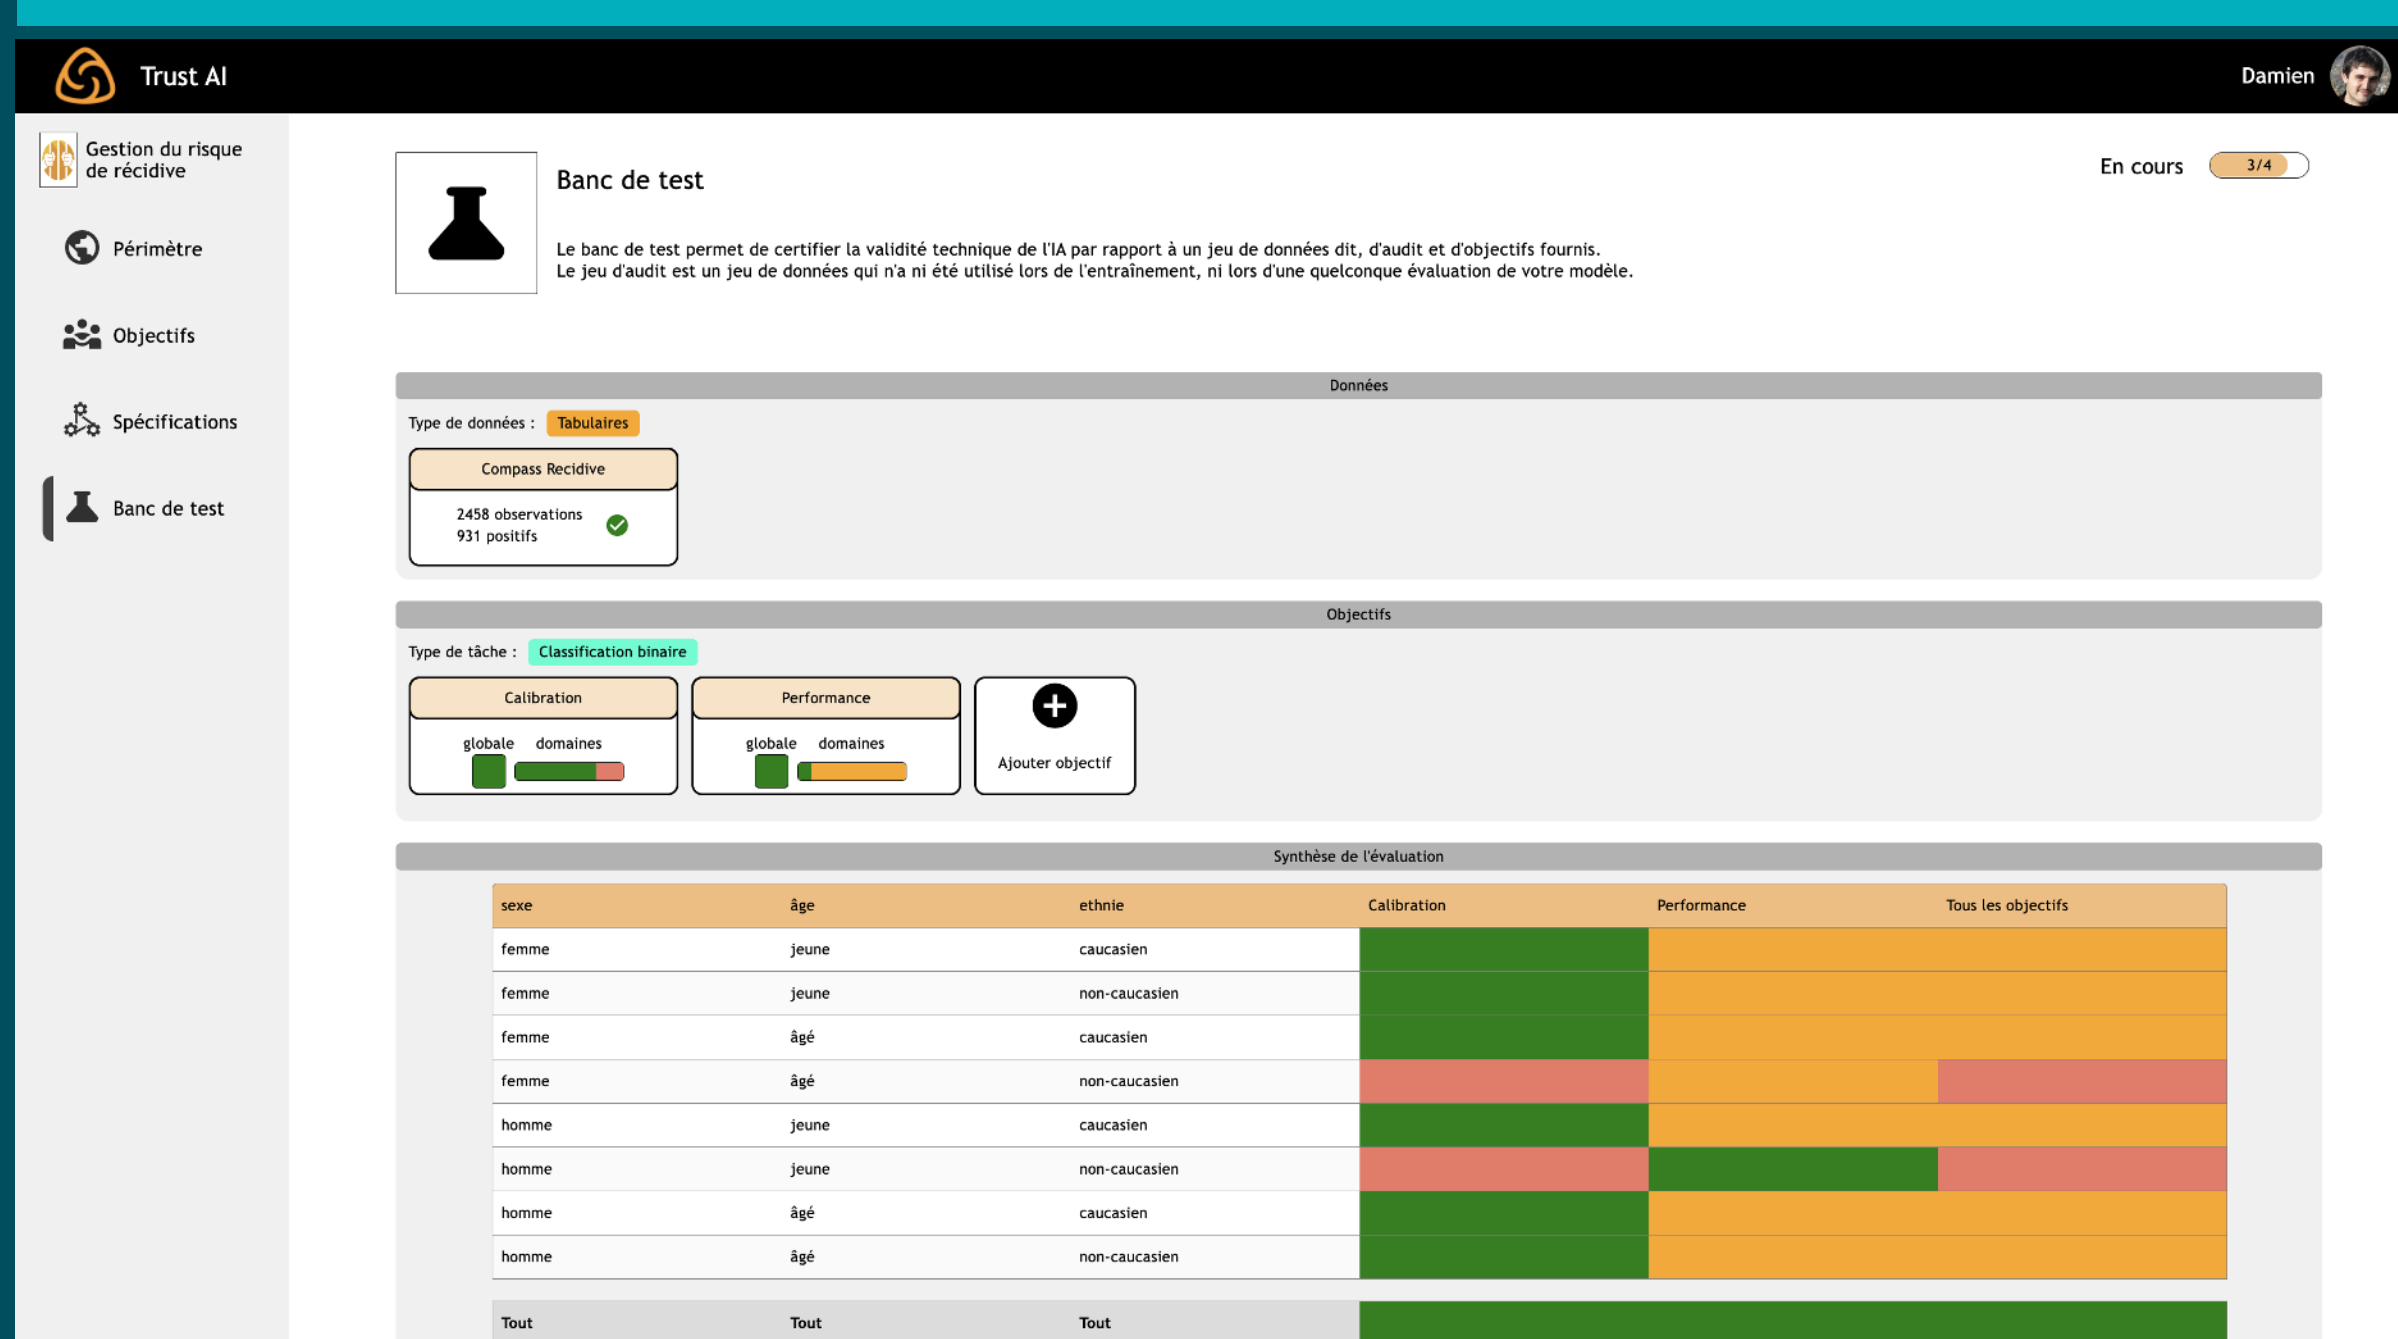 Trust AI
Damien
Gestion du risque
de récidive
Périmètre
Objectifs
Spécifications
Banc de test
Banc de test
En cours
3/4
Le banc de test permet de certifier la validité technique de l'IA par rapport à un jeu de données dit, d'audit et d'objectifs fournis.
Le jeu d'audit est un jeu de données qui n'a ni été utilisé lors de l'entraînement, ni lors d'une quelconque évaluation de votre modèle.
Données
Type de données : Tabulaires
Compass Recidive
2458 observations
931 positifs
Objectifs
Type de tâche : Classification binaire
Calibration
globale domaines
Performance
globale domaines
Ajouter objectif
Synthèse de l'évaluation
sexe âge ethnie Calibration Performance Tous les objectifs
femme jeune caucasien
femme jeune non-caucasien
femme âgé caucasien
femme âgé non-caucasien
homme jeune caucasien
homme jeune non-caucasien
homme âgé caucasien
homme âgé non-caucasien
Tout Tout Tout